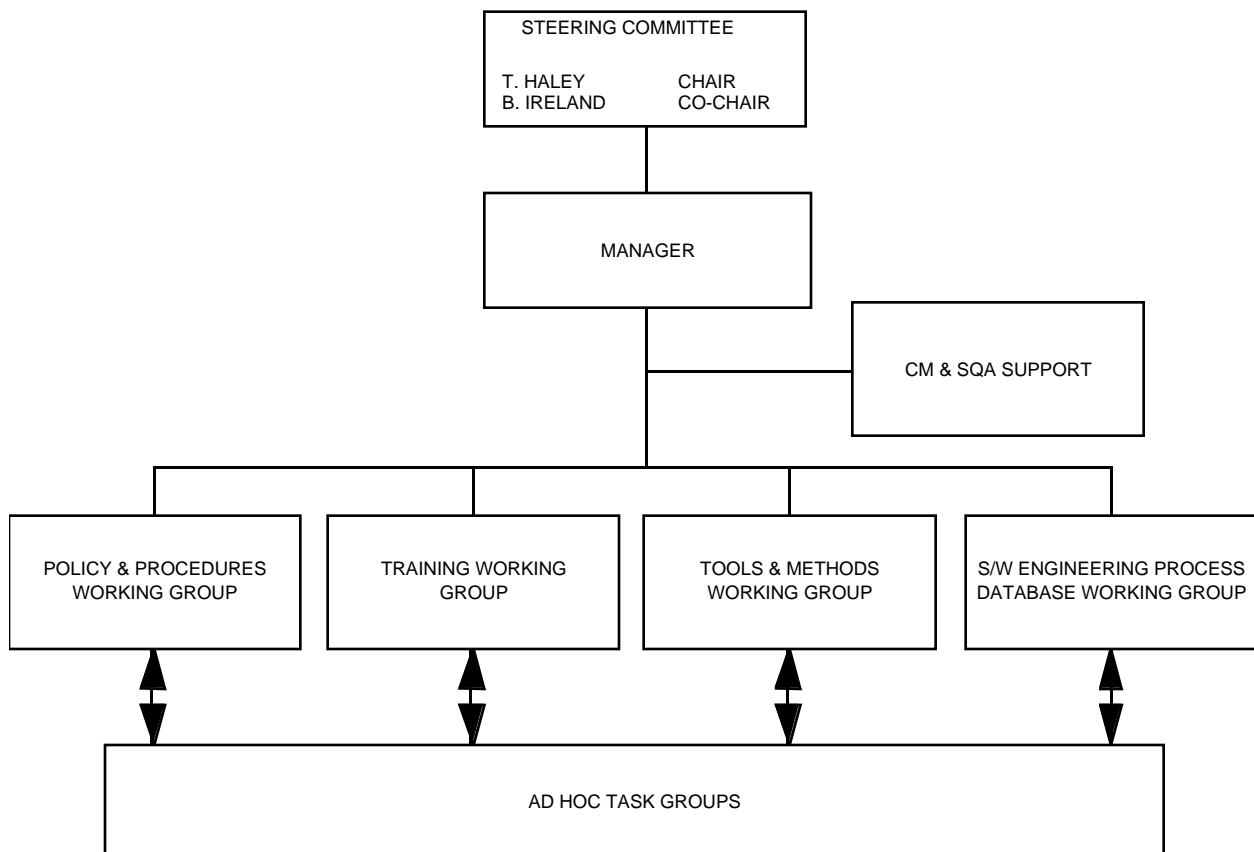 STEERING COMMITTEE
T. HALEY CHAIR
B. IRELAND CO-CHAIR
MANAGER
CM & SQA SUPPORT
POLICY & PROCEDURES
WORKING GROUP
TRAINING WORKING
GROUP
TOOLS & METHODS
WORKING GROUP
S/W ENGINEERING PROCESS
DATABASE WORKING GROUP
AD HOC TASK GROUPS